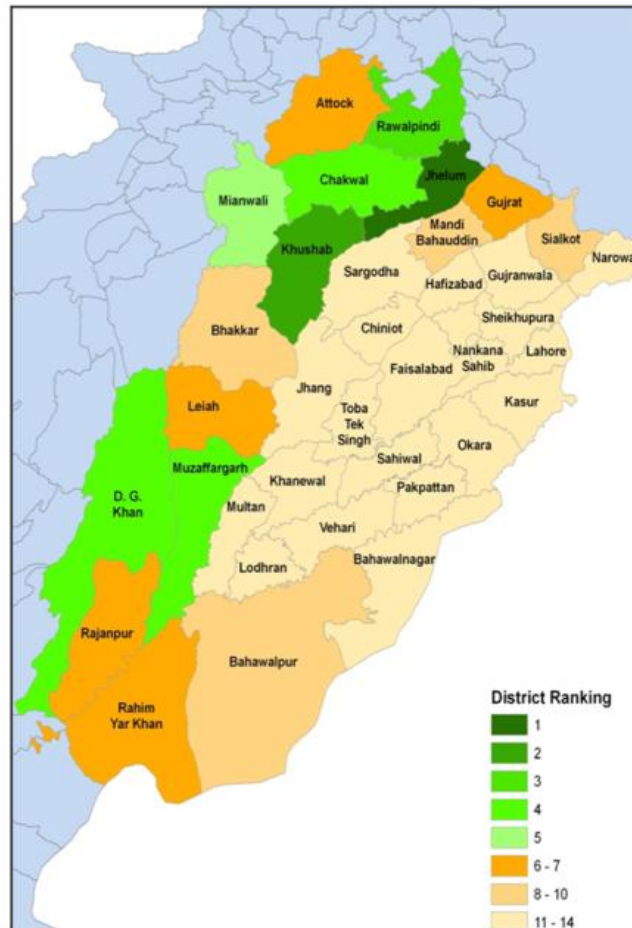 Attock
Rawalpindi
Jhelum
Chakwal
Mianwali
Gujrat
Mandi
Bahauddin
Sialkot
Narowa
Khushab
Sargodha
Hafizabad
Gujranwala
Bhakkar
Chiniot
Sheikhupura
Faisalabad
Nankana
Sahib
Lahore
Leiah
Jhang
Toba
Tek
Singh
Kasur
Okara
Muzaffargarh
Sahiwal
Khanewal
Pakpattan
D. G.
Khan
Multan
Vehari
Lodhran
Bahawalnagar
Rajanpur
Bahawalpur
Rahim
Yar Khan
District Ranking
1
2
3
4
5
6 - 7
8 - 10
11 - 14